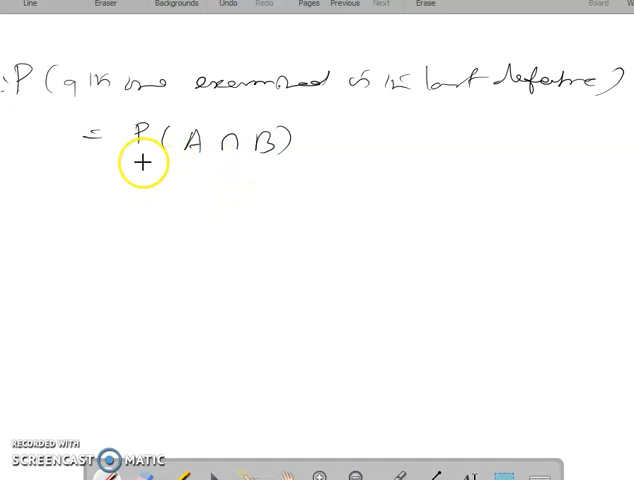 Line Eraser Backgrounds Undo Redo Pages Previous Next Erase Board
∴ P (9th one examined is the last defective)
= P(A ∩ B)
RECORDED WITH
SCREENCAST MATIC